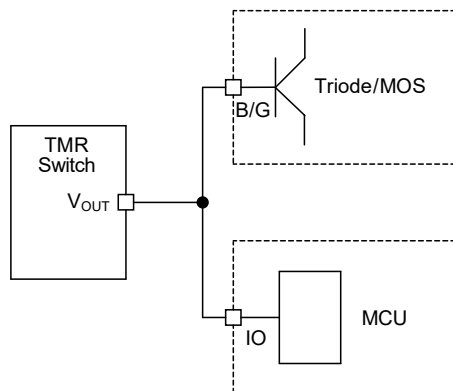 Triode/MOS
B/G
TMR
Switch
VOUT
IO
MCU